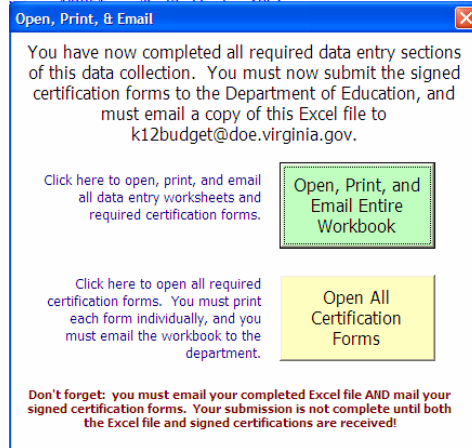 Open, Print, & Email
You have now completed all required data entry sections
of this data collection.  You must now submit the signed
certification forms to the Department of Education, and
must email a copy of this Excel file to
k12budget@doe.virginia.gov.
Click here to open, print, and email
all data entry worksheets and
required certification forms.
Open, Print, and
Email Entire
Workbook
Click here to open all required
certification forms.  You must print
each form individually, and you
must email the workbook to the
department.
Open All
Certification
Forms
Don't forget:  you must email your completed Excel file AND mail your
signed certification forms.  Your submission is not complete until both
the Excel file and signed certifications are received!